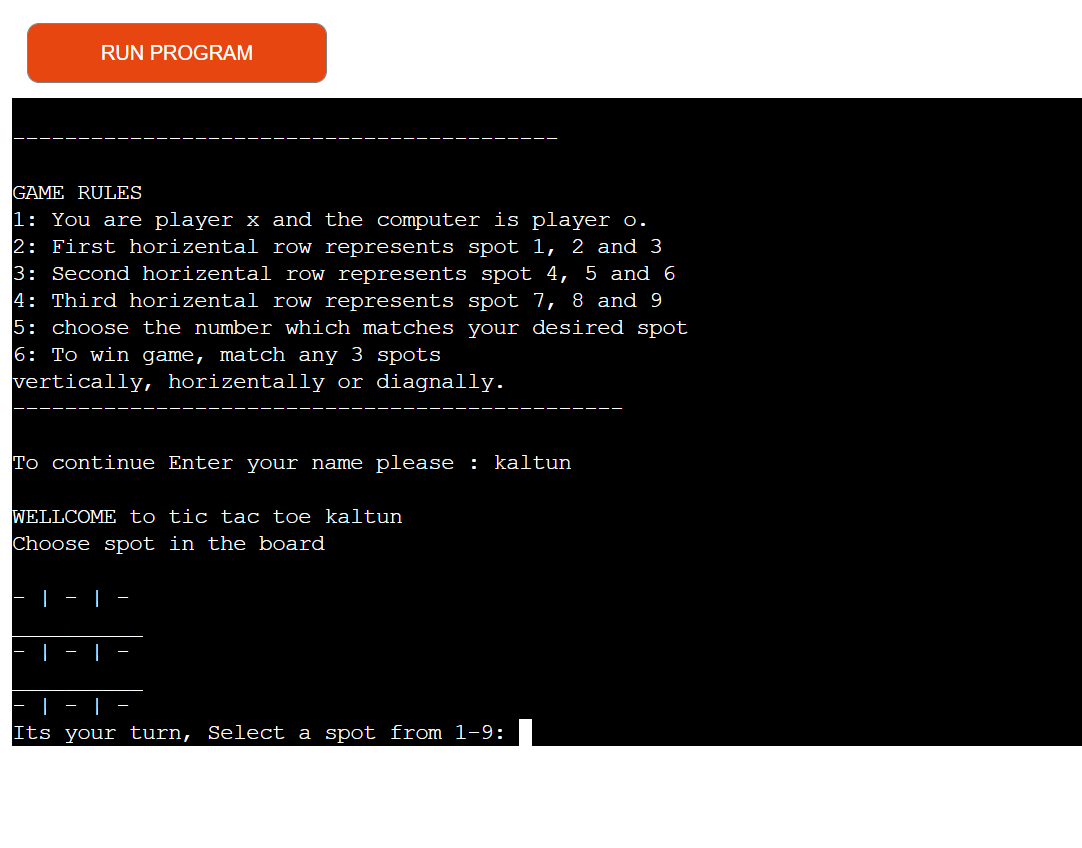 RUN PROGRAM
------------------------------------------
GAME RULES
1: You are player x and the computer is player o.
2: First horizental row represents spot 1, 2 and 3
3: Second horizental row represents spot 4, 5 and 6
4: Third horizental row represents spot 7, 8 and 9
5: choose the number which matches your desired spot
6: To win game, match any 3 spots
vertically, horizentally or diagnally.
-----------------------------------------------
To continue Enter your name please : kaltun
WELLCOME to tic tac toe kaltun
Choose spot in the board
- | - | -
__________
- | - | -
__________
- | - | -
Its your turn, Select a spot from 1-9: